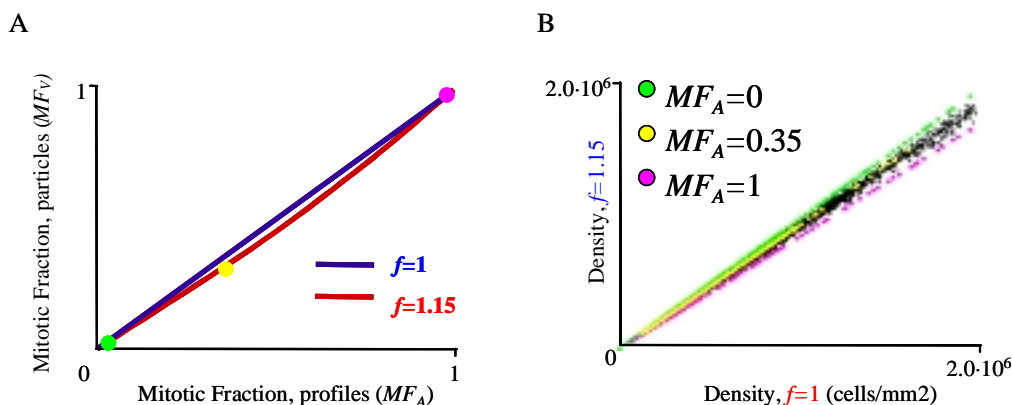 A
Mitotic Fraction, particles (MFV)
1
f=1
f=1.15
0
1
Mitotic Fraction, profiles (MFA)
B
2.0·10⁶
Density, f=1.15
MFA=0
MFA=0.35
MFA=1
0
2.0·10⁶
Density, f=1 (cells/mm2)